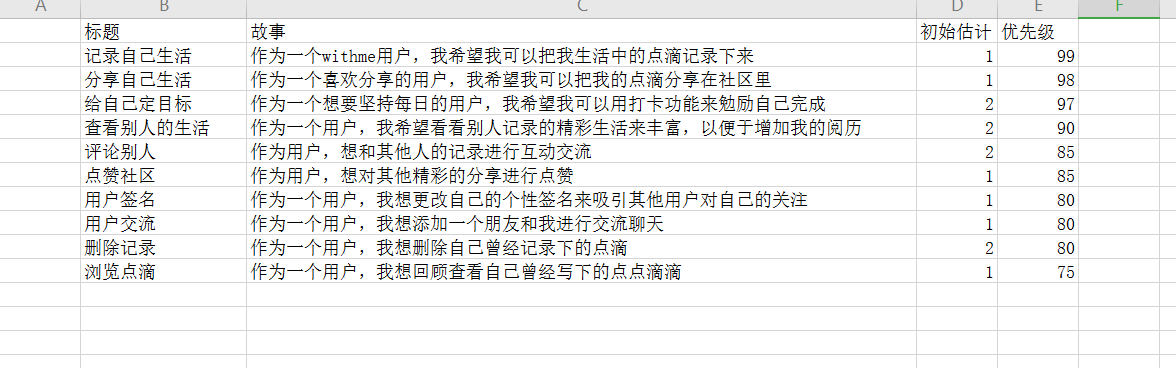 A B C D E F
标题 故事 初始估计 优先级
记录自己生活 作为一个withme用户，我希望我可以把我生活中的点滴记录下来 1 99
分享自己生活 作为一个喜欢分享的用户，我希望我可以把我的点滴分享在社区里 1 98
给自己定目标 作为一个想要坚持每日的用户，我希望我可以用打卡功能来勉励自己完成 2 97
查看别人的生活 作为一个用户，我希望看看别人记录的精彩生活来丰富，以便于增加我的阅历 2 90
评论别人 作为用户，想和其他人的记录进行互动交流 2 85
点赞社区 作为用户，想对其他精彩的分享进行点赞 1 85
用户签名 作为一个用户，我想更改自己的个性签名来吸引其他用户对自己的关注 1 80
用户交流 作为一个用户，我想添加一个朋友和我进行交流聊天 1 80
删除记录 作为一个用户，我想删除自己曾经记录下的点滴 2 80
浏览点滴 作为一个用户，我想回顾查看自己曾经写下的点点滴滴 1 75